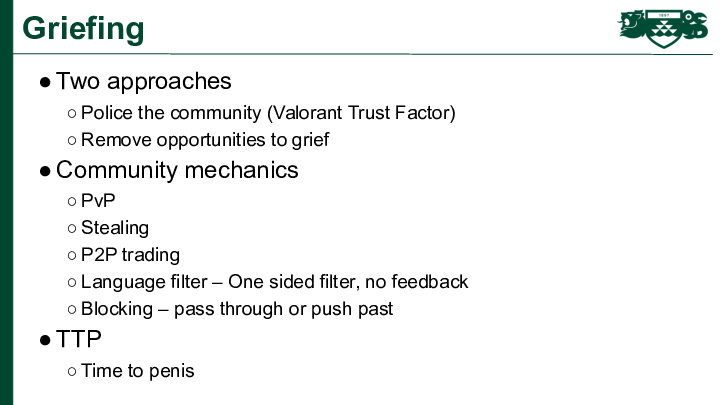 Griefing
● Two approaches
○ Police the community (Valorant Trust Factor)
○ Remove opportunities to grief
● Community mechanics
○ PvP
○ Stealing
○ P2P trading
○ Language filter – One sided filter, no feedback
○ Blocking – pass through or push past
● TTP
○ Time to penis